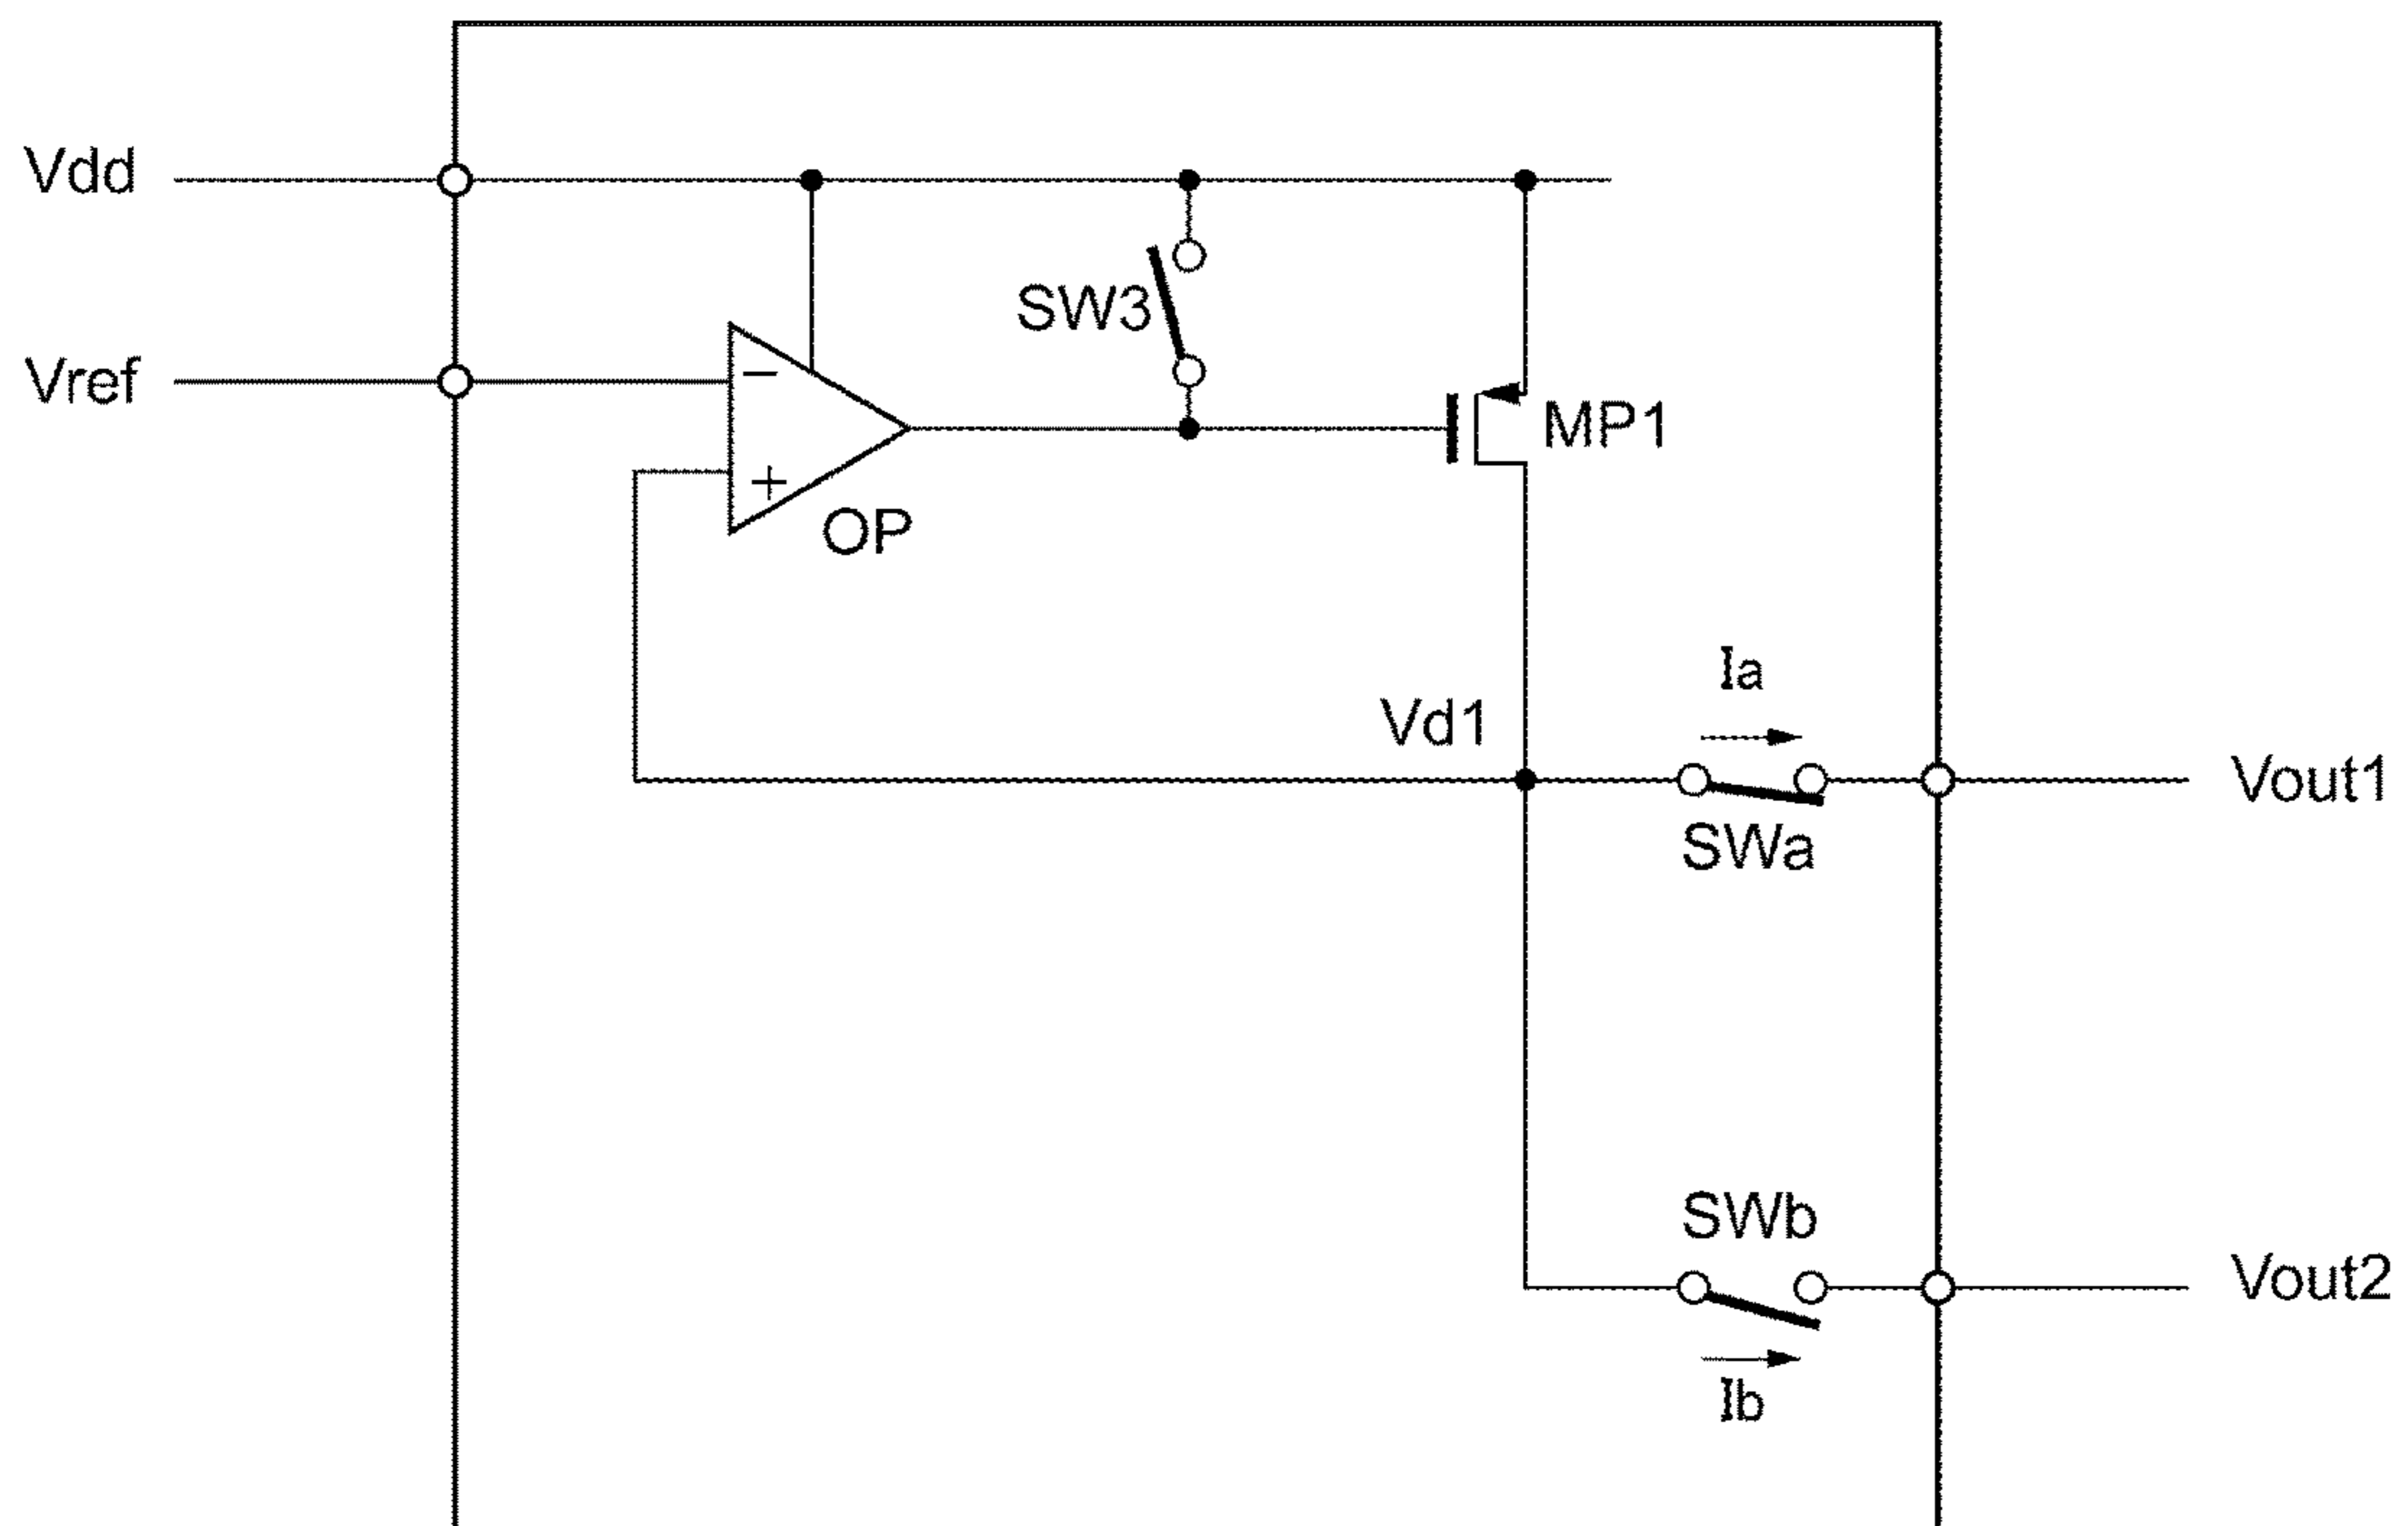 Vdd
SW3
Vref
−
MP1
+
OP
Ia
Vd1
Vout1
SWa
SWb
Vout2
Ib